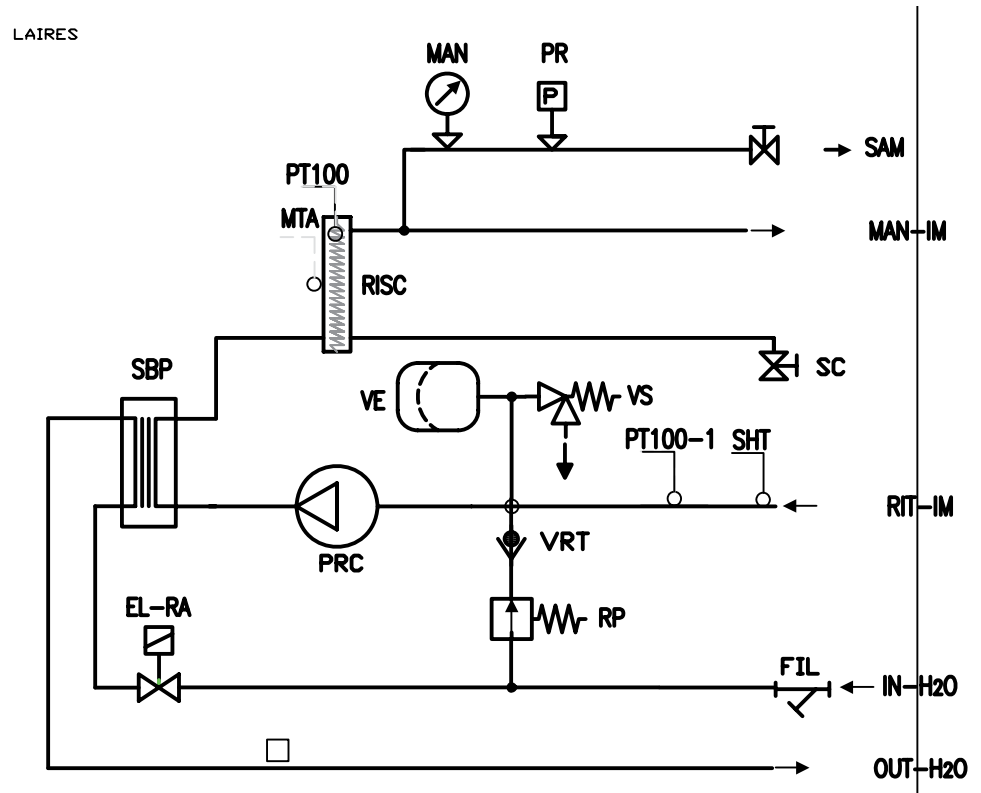 LAIRES
MAN
PR
P
SAM
PT100
MTA
MAN-IM
RISC
SBP
SC
VE
VS
PT100-1
SHT
RIT-IM
VRT
PRC
EL-RA
RP
FIL
IN-H2O
OUT-H2O